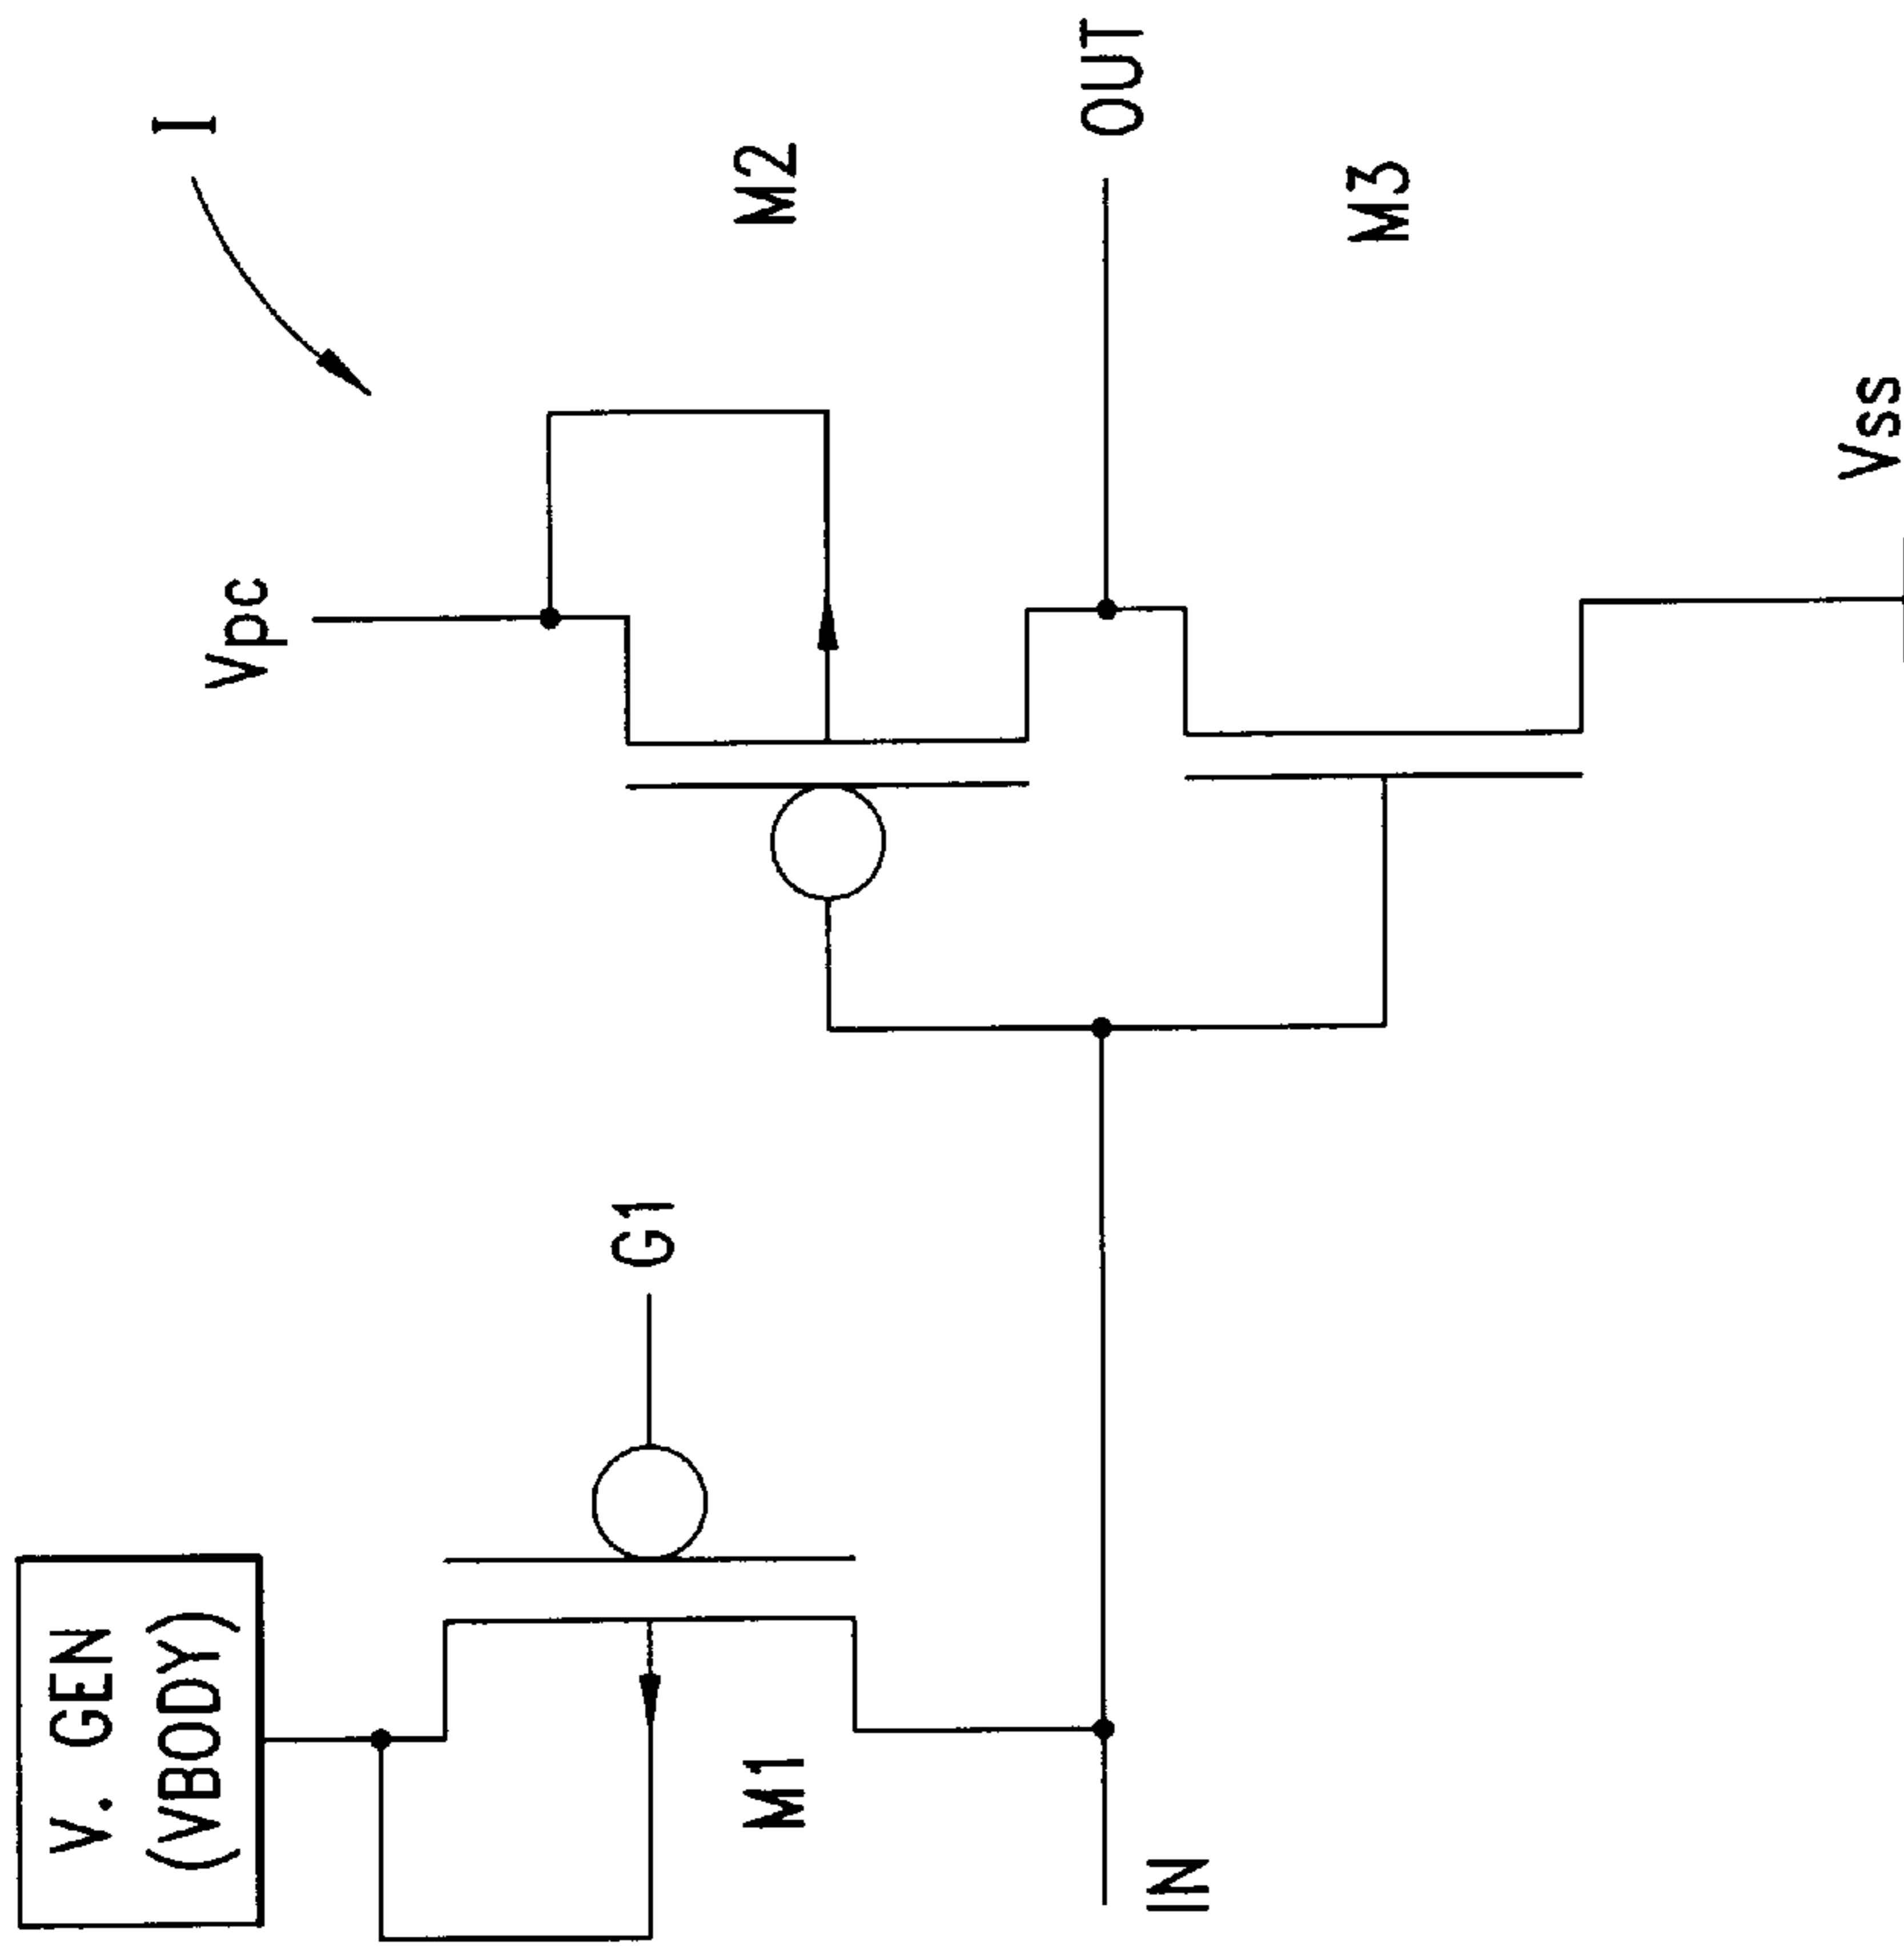 V. GEN
(VBODY)
Vpc
I
G1
M2
M1
IN
OUT
M3
Vss